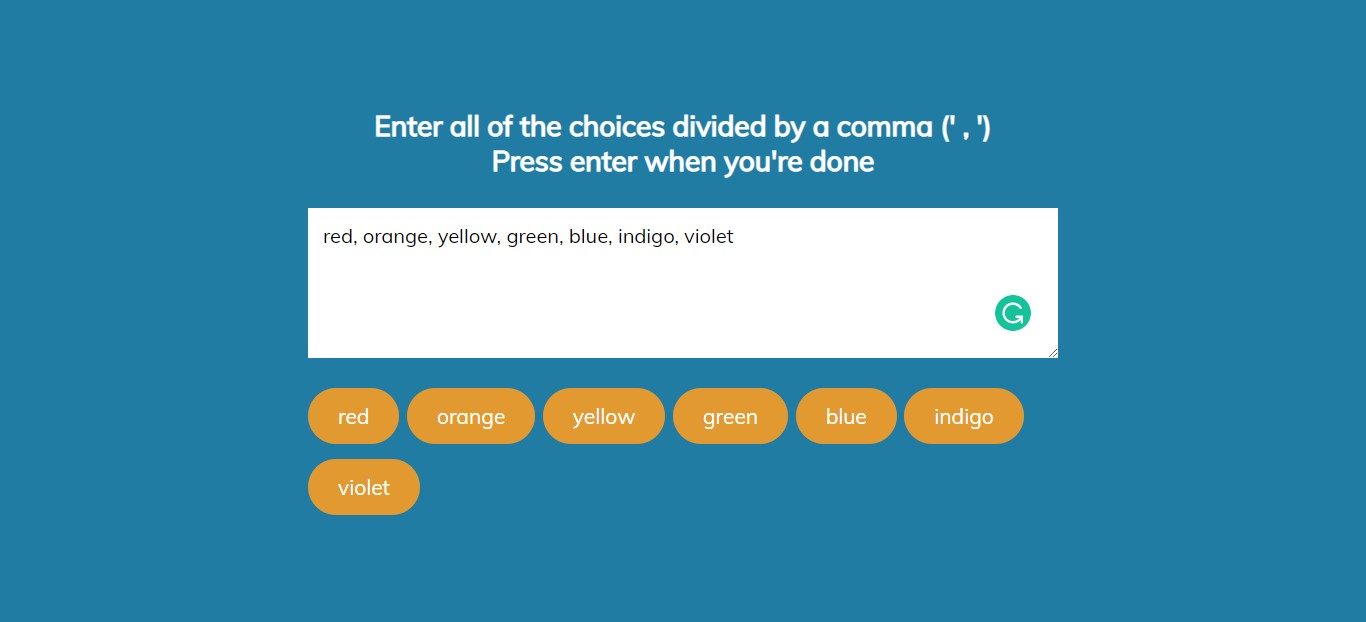 Enter all of the choices divided by a comma (' , ')
Press enter when you're done
red, orange, yellow, green, blue, indigo, violet
red orange yellow green blue indigo
violet